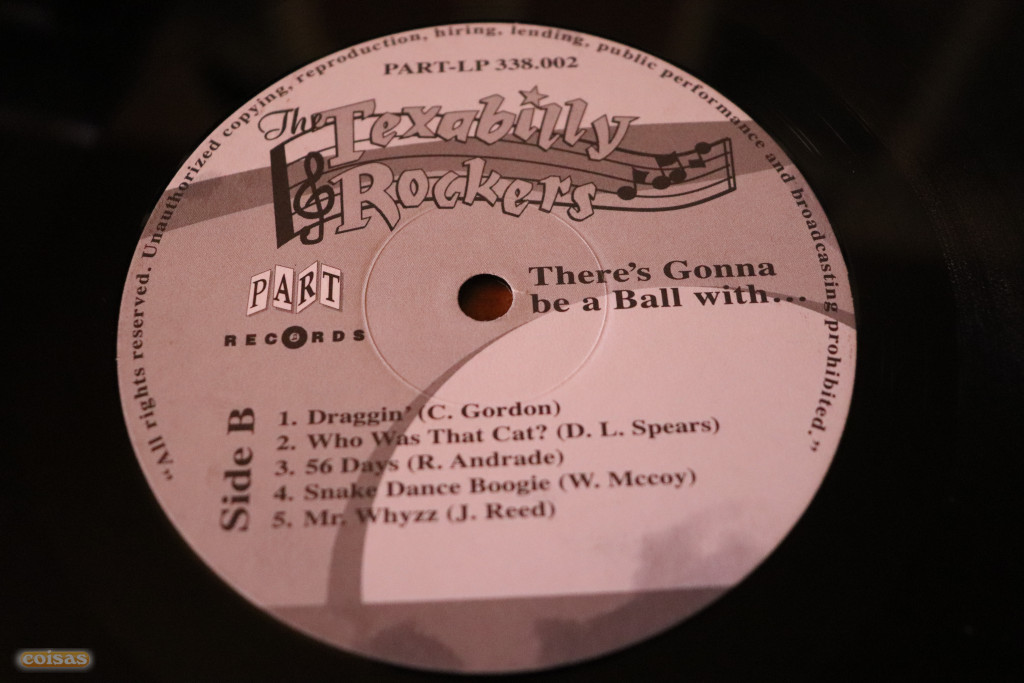 "All rights reserved. Unauthorized copying, reproduction, hiring, lending, public performance and broadcasting prohibited."
PART-LP 338.002
The Texabilly
Rockers
PART
RECORDS
There's Gonna
be a Ball with...
Side B
1. Draggin' (C. Gordon)
2. Who Was That Cat? (D. L. Spears)
3. 56 Days (R. Andrade)
4. Snake Dance Boogie (W. Mccoy)
5. Mr. Whyzz (J. Reed)
coisas